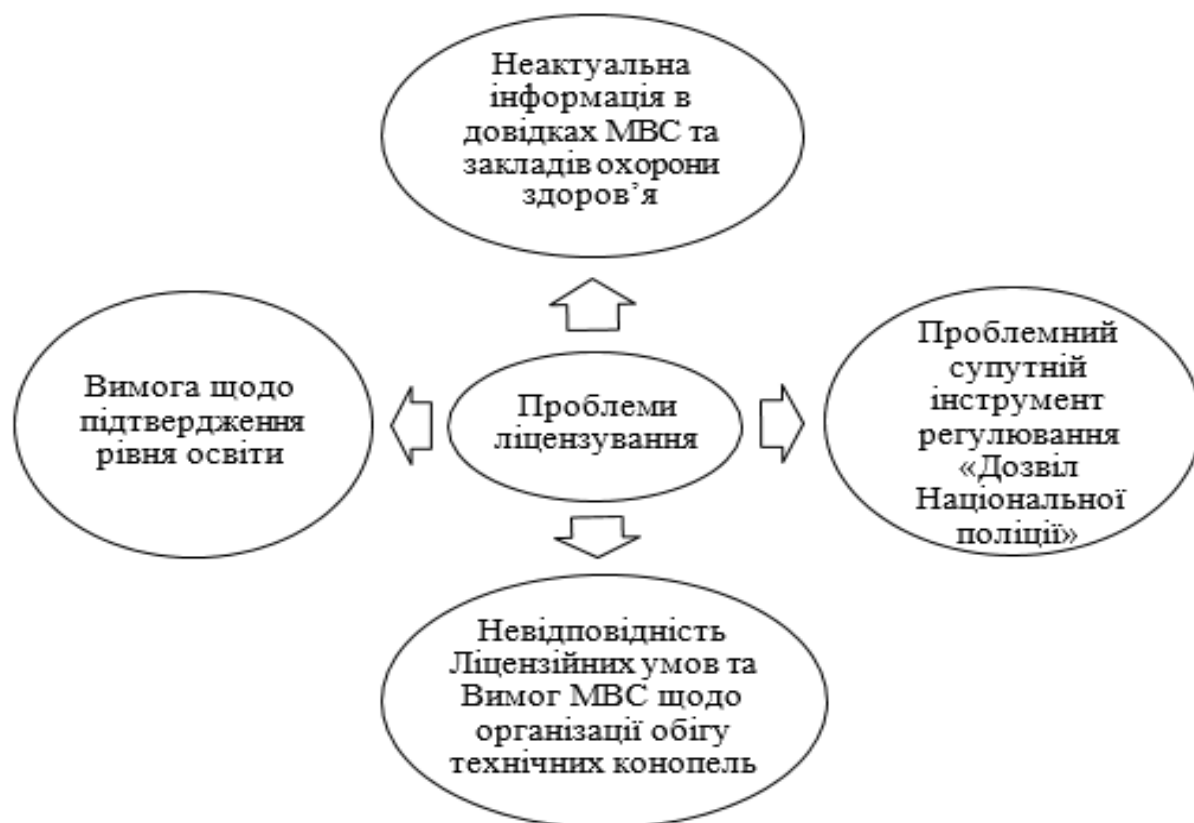 Неактуальна
інформація в
довідках МВС та
закладів охорони
здоров’я
Вимога щодо
підтвердження
рівня освіти
Проблеми
ліцензування
Проблемний
супутній
інструмент
регулювання
«Дозвіл
Національної
поліції»
Невідповідність
Ліцензійних умов та
Вимог МВС щодо
організації обігу
технічних конопель